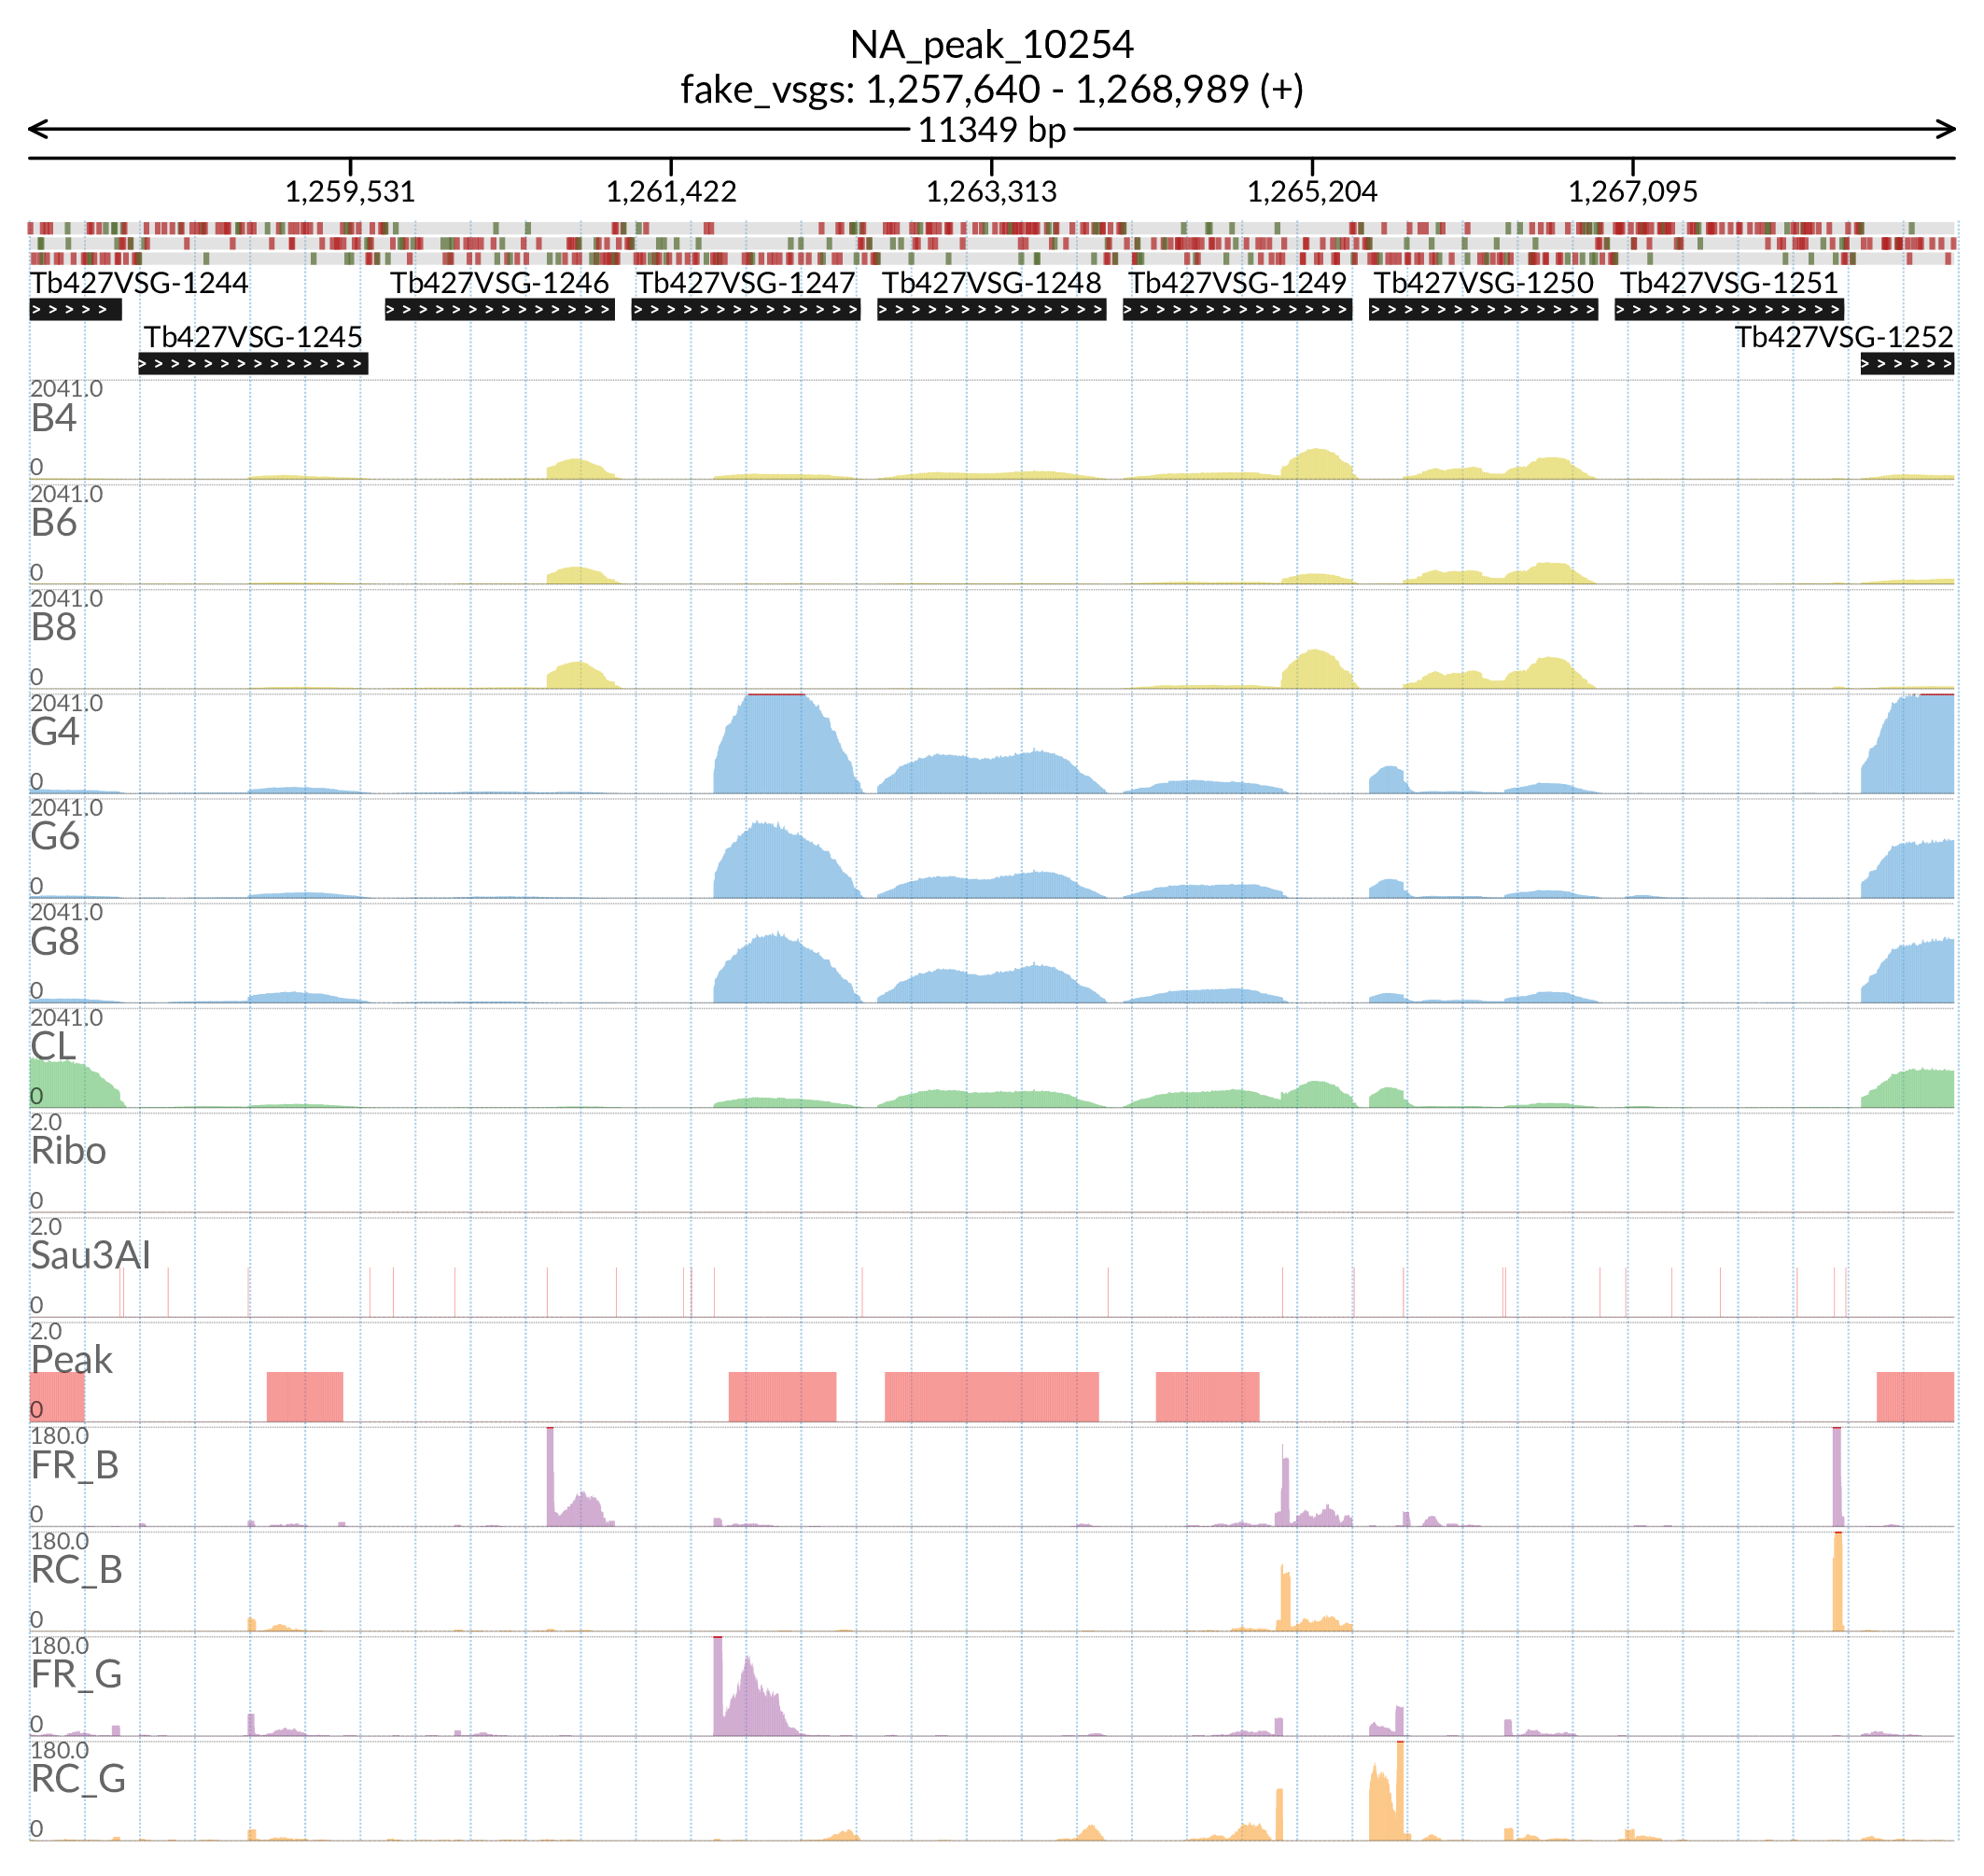 NA_peak_10254
fake_vsgs: 1,257,640 - 1,268,989 (+)
11349 bp
1,259,531 1,261,422 1,263,313 1,265,204 1,267,095
Tb427VSG-1244 Tb427VSG-1246 Tb427VSG-1247 Tb427VSG-1248 Tb427VSG-1249 Tb427VSG-1250 Tb427VSG-1251
Tb427VSG-1245 Tb427VSG-1252
2041.0
B4
0
2041.0
B6
0
2041.0
B8
0
2041.0
G4
0
2041.0
G6
0
2041.0
G8
0
2041.0
CL
0
2.0
Ribo
0
2.0
Sau3AI
0
2.0
Peak
0
180.0
FR_B
0
180.0
RC_B
0
180.0
FR_G
0
180.0
RC_G
0